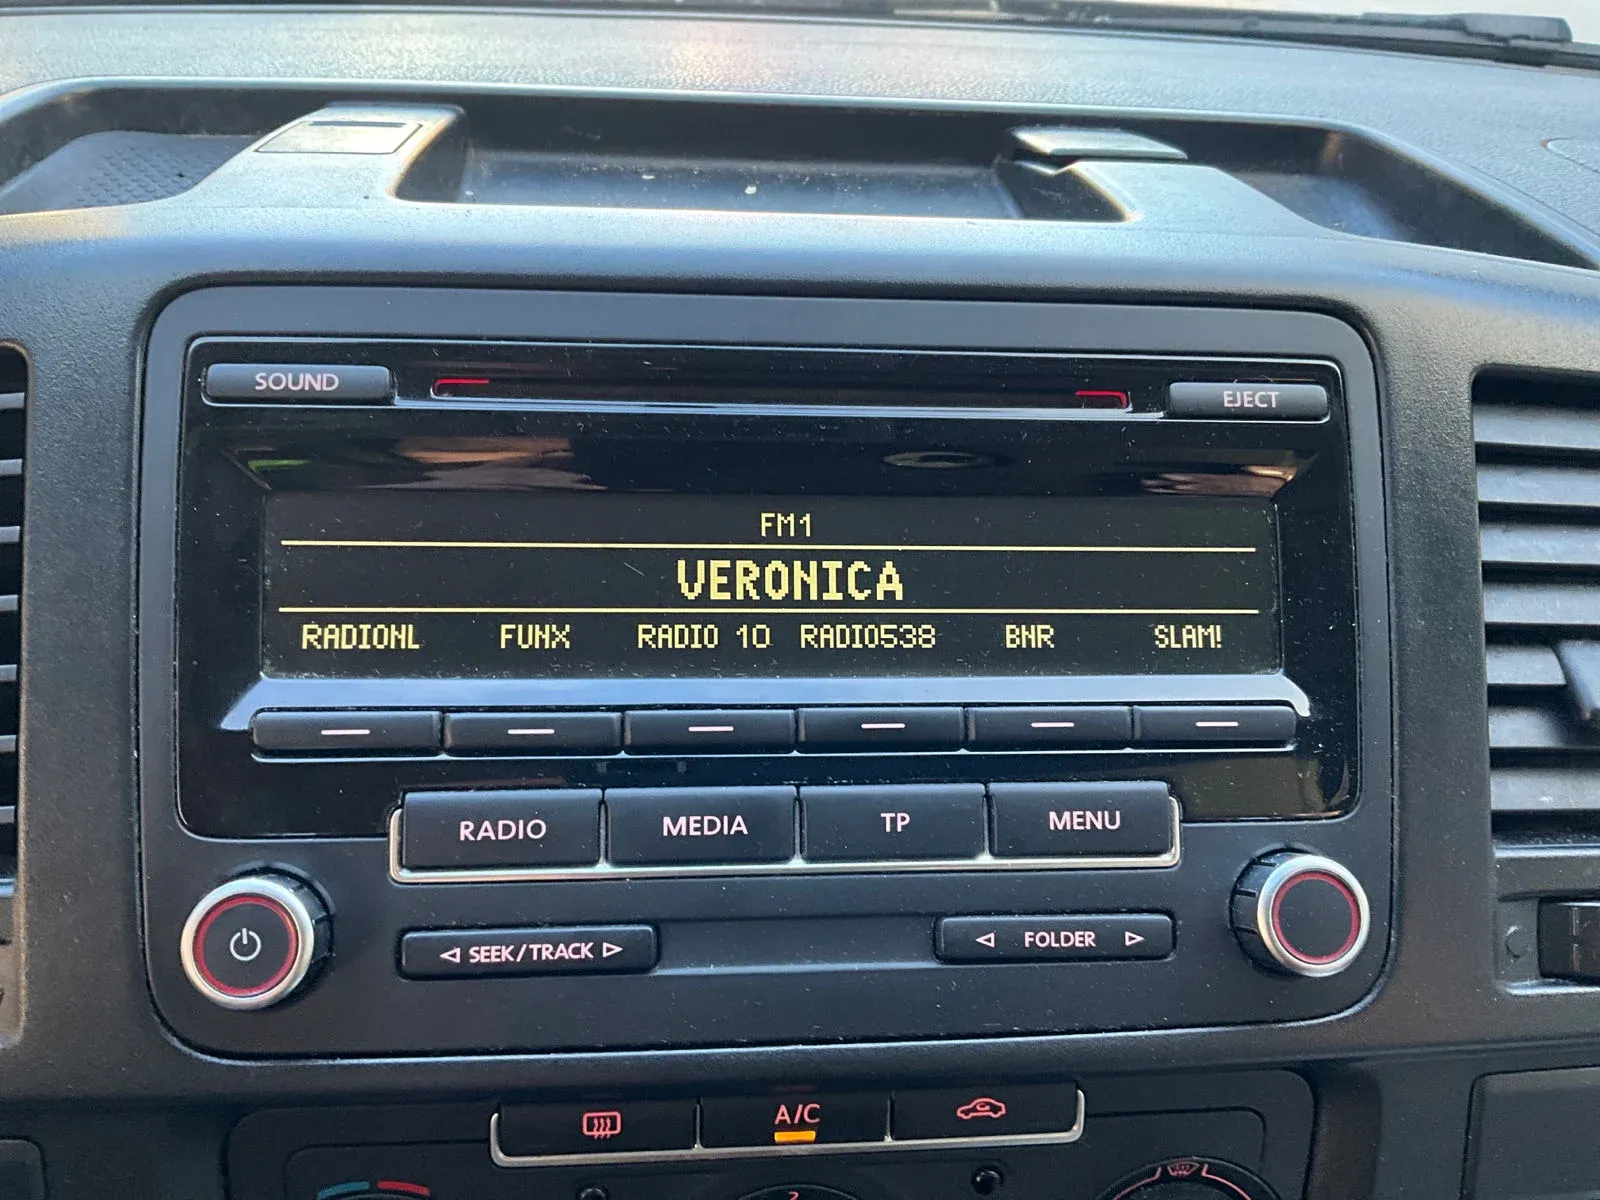 SOUND
EJECT
FM1
VERONICA
RADIONL FUNX RADIO 10 RADIO538 BNR SLAM!
RADIO MEDIA TP MENU
SEEK/TRACK FOLDER
A/C